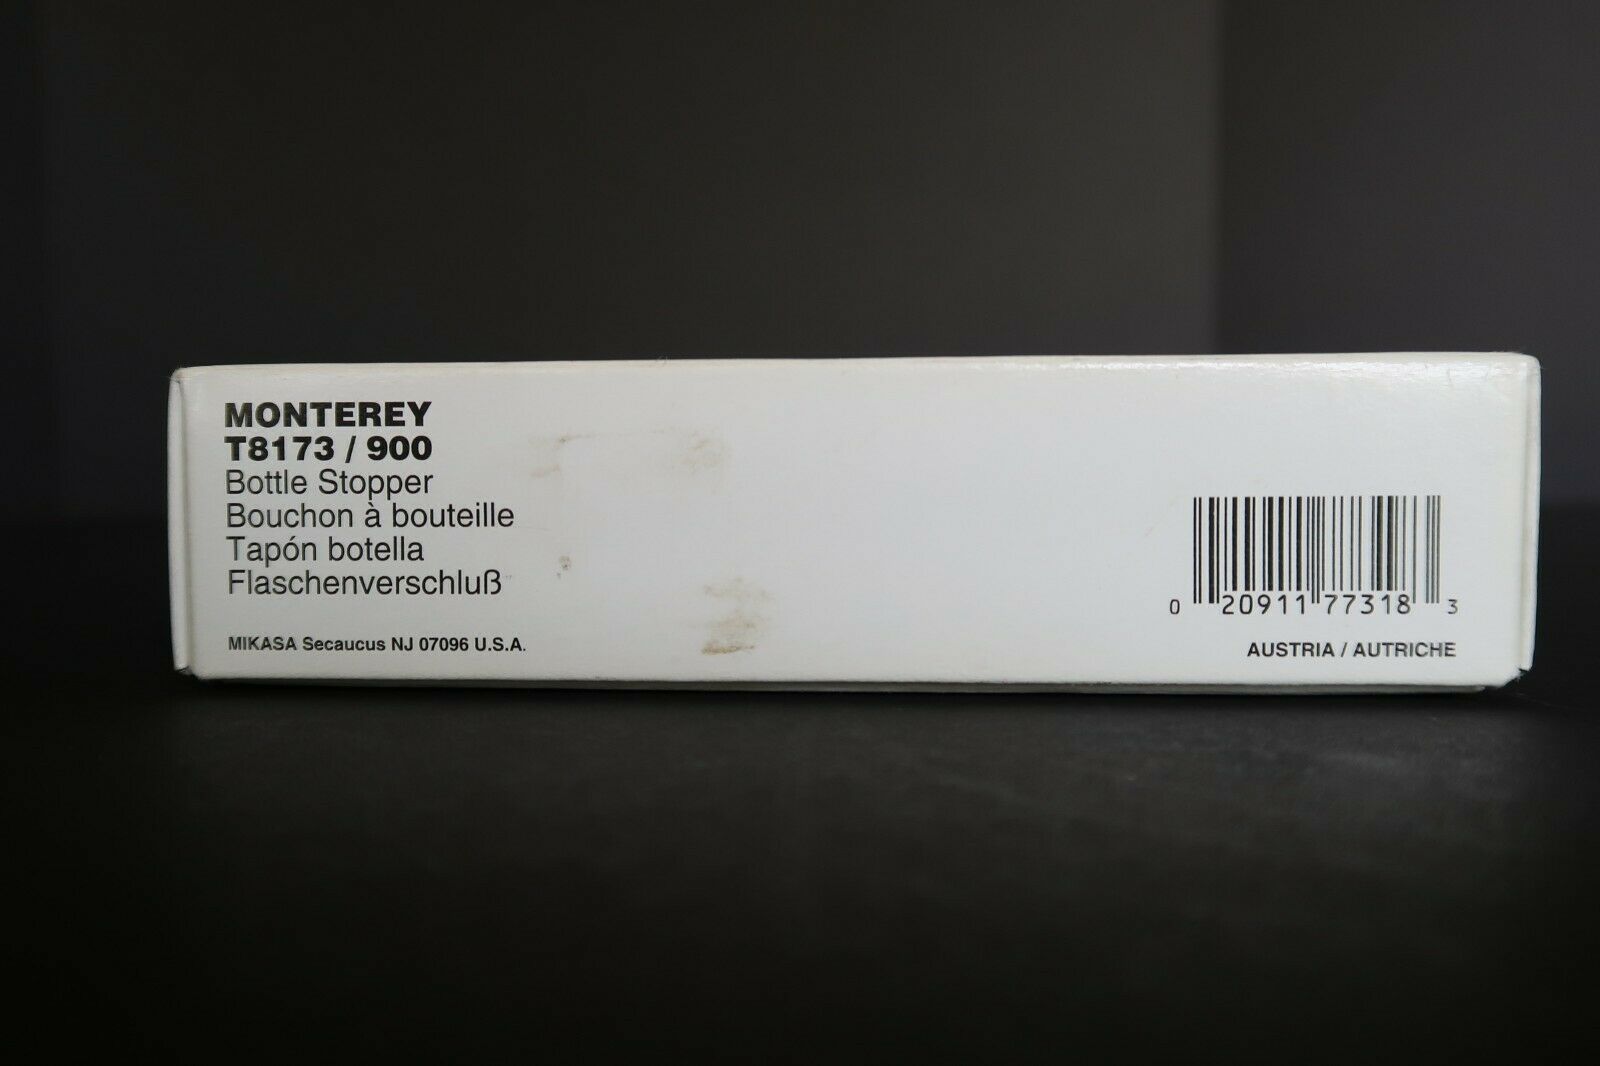 MONTEREY
T8173 / 900
Bottle Stopper
Bouchon à bouteille
Tapón botella
Flaschenverschluß
MIKASA Secaucus NJ 07096 U.S.A.
0 20911 77318 3
AUSTRIA / AUTRICHE